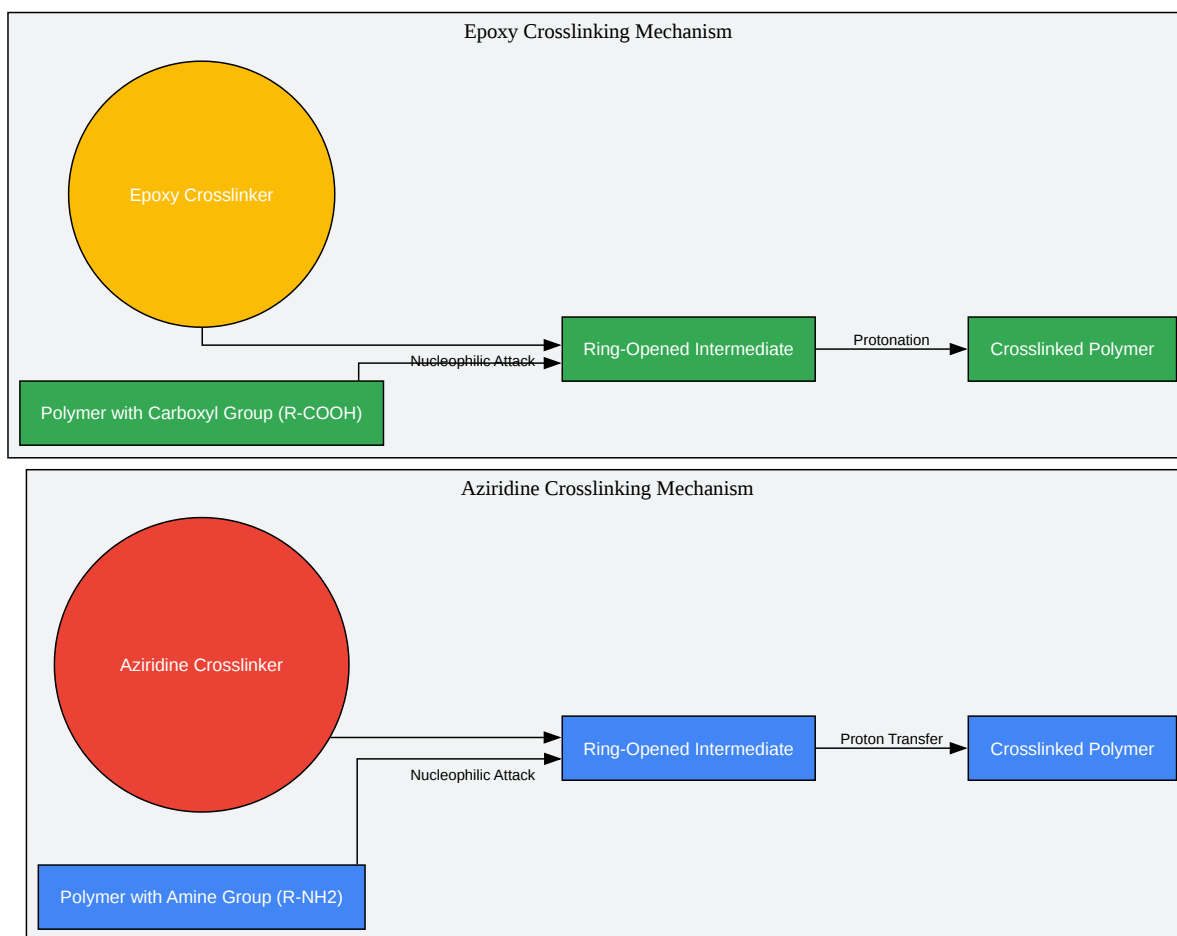 Epoxy Crosslinking Mechanism
Epoxy Crosslinker
Polymer with Carboxyl Group (R-COOH)
Nucleophilic Attack
Ring-Opened Intermediate
Protonation
Crosslinked Polymer
Aziridine Crosslinking Mechanism
Aziridine Crosslinker
Polymer with Amine Group (R-NH2)
Nucleophilic Attack
Ring-Opened Intermediate
Proton Transfer
Crosslinked Polymer